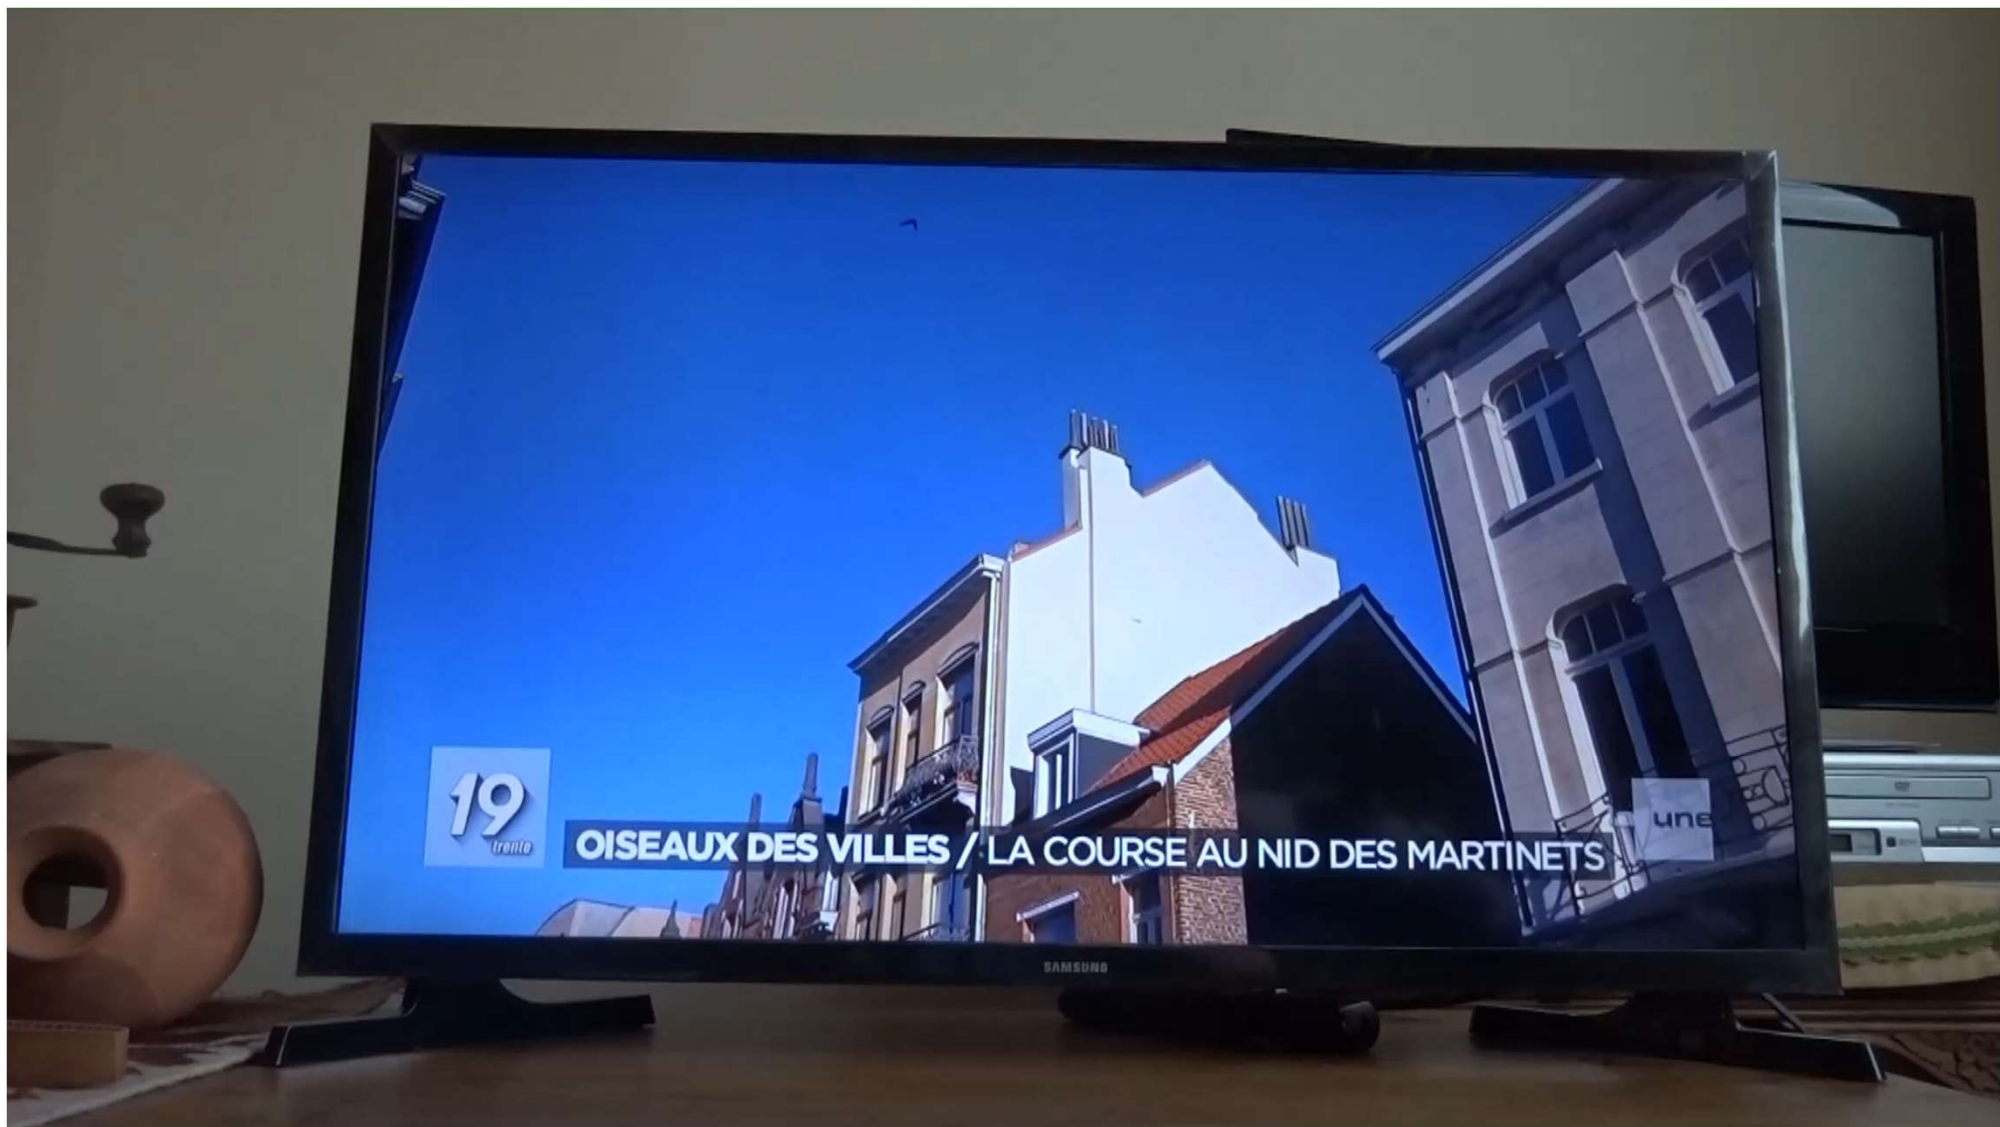 19
trente
OISEAUX DES VILLES / LA COURSE AU NID DES MARTINETS
une
SAMSUNG